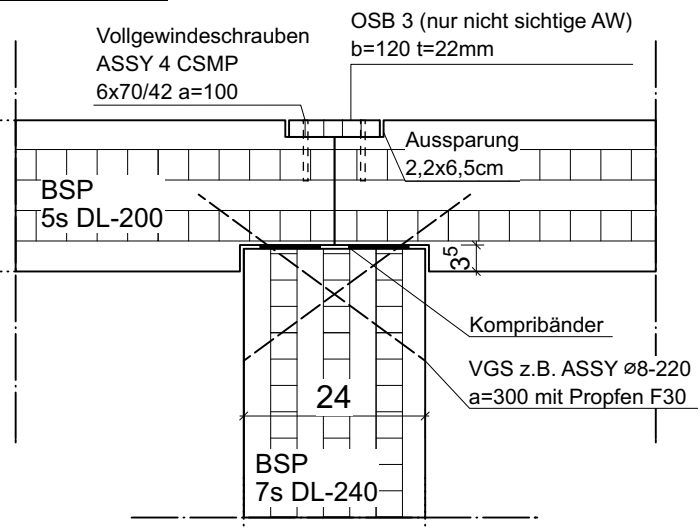 Vollgewindeschrauben
ASSY 4 CSMP
6x70/42 a=100
OSB 3 (nur nicht sichtige AW)
b=120 t=22mm
Aussparung
2,2x6,5cm
BSP
5s DL-200
3⁵
Kompribänder
VGS z.B. ASSY ⌀8-220
a=300 mit Propfen F30
24
BSP
7s DL-240